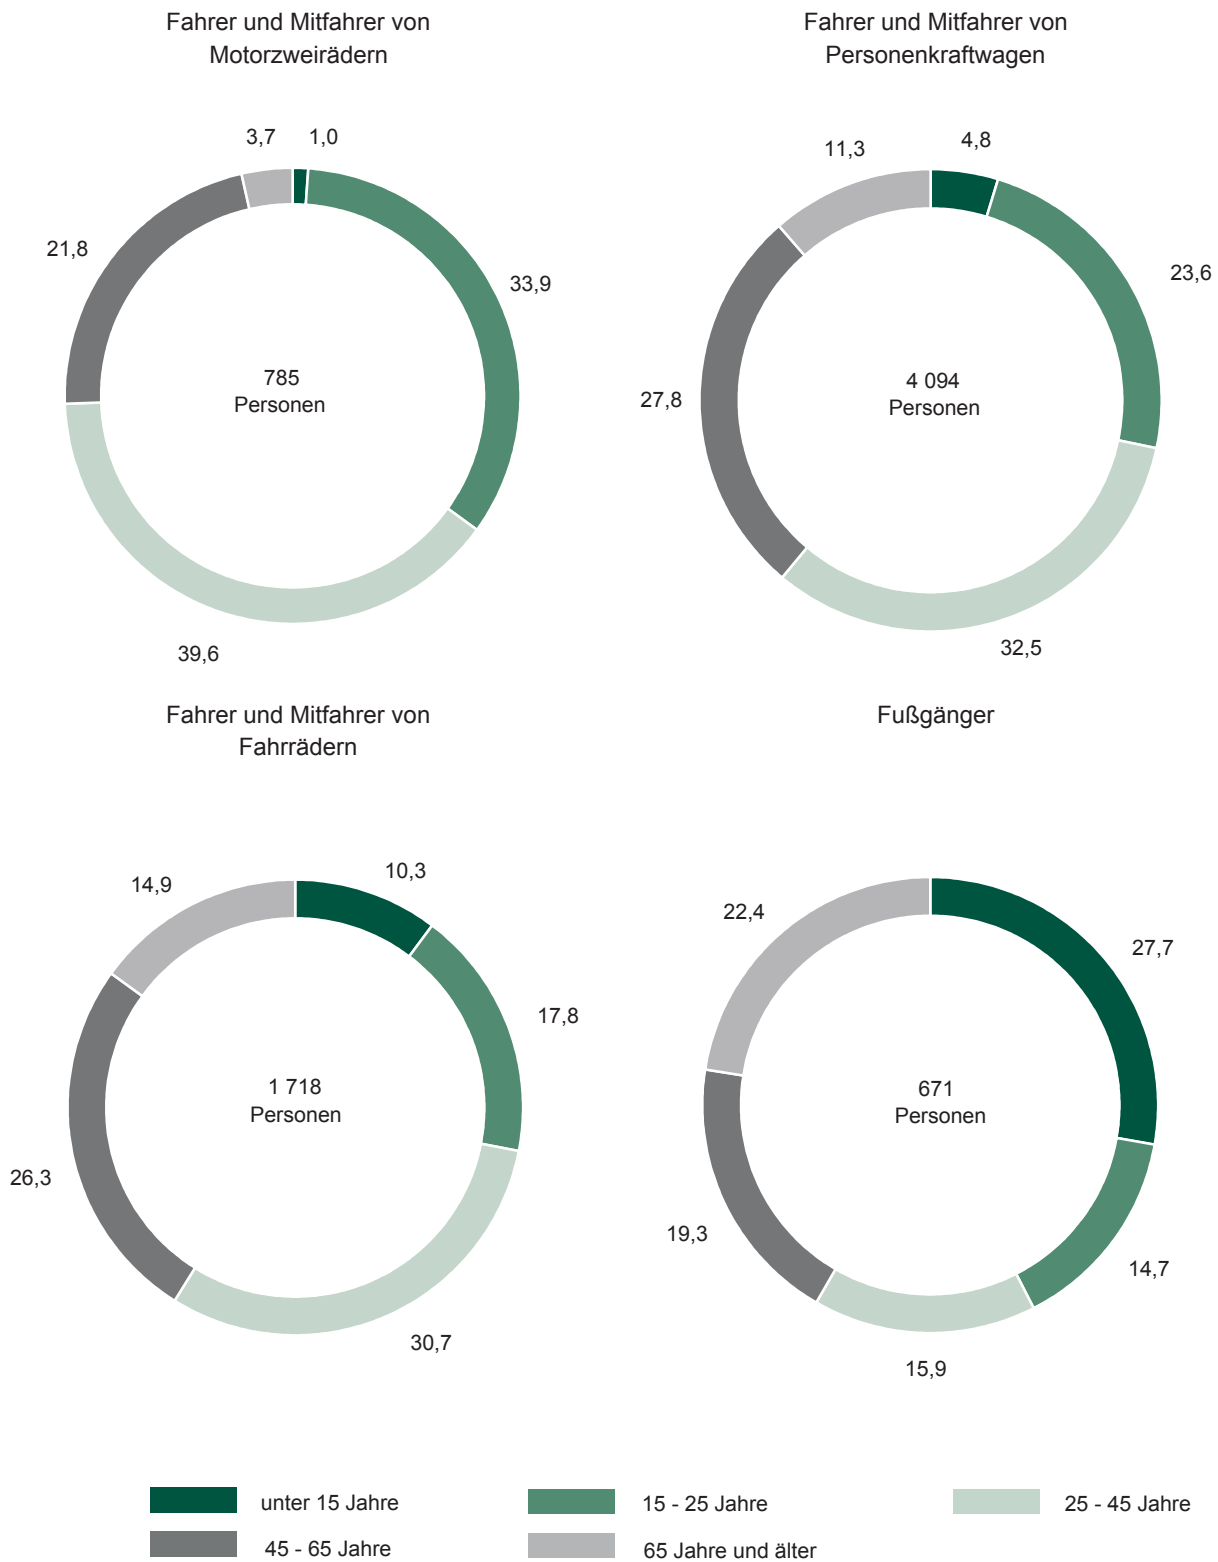 Fahrer und Mitfahrer von
Motorzweirädern
3,7
1,0
21,8
33,9
785
Personen
39,6
Fahrer und Mitfahrer von
Personenkraftwagen
11,3
4,8
23,6
27,8
4 094
Personen
32,5
Fahrer und Mitfahrer von
Fahrrädern
14,9
10,3
17,8
1 718
Personen
26,3
30,7
Fußgänger
22,4
27,7
671
Personen
19,3
14,7
15,9
unter 15 Jahre
15 - 25 Jahre
25 - 45 Jahre
45 - 65 Jahre
65 Jahre und älter